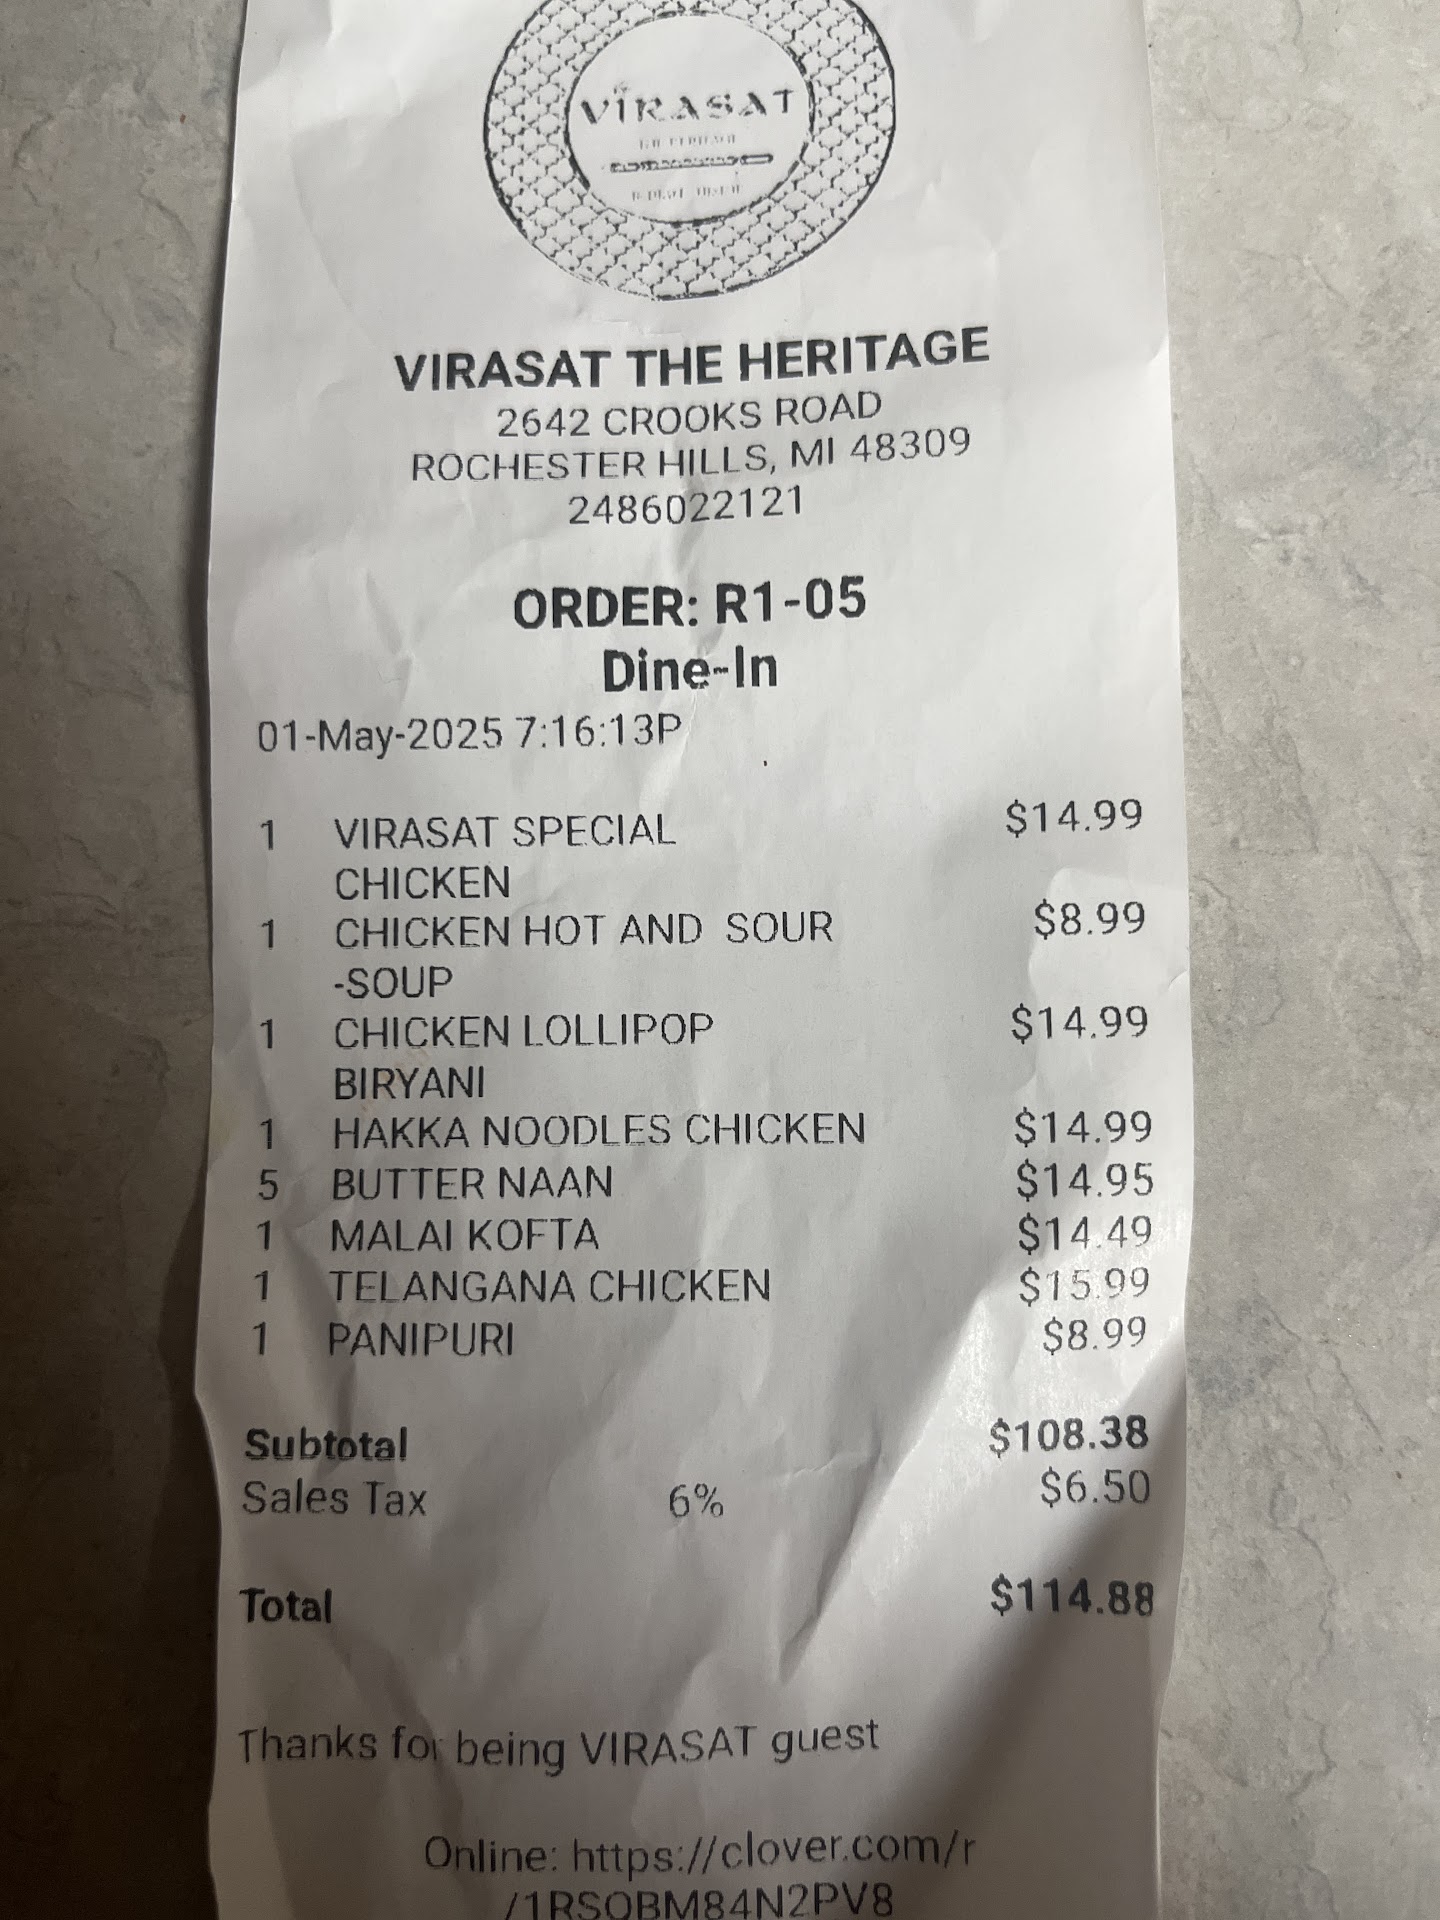 VIRASAT
VIRASAT THE HERITAGE
2642 CROOKS ROAD
ROCHESTER HILLS, MI 48309
2486022121
ORDER: R1-05
Dine-In
01-May-2025 7:16:13P
1 VIRASAT SPECIAL $14.99
CHICKEN
1 CHICKEN HOT AND SOUR $8.99
-SOUP
1 CHICKEN LOLLIPOP $14.99
BIRYANI
1 HAKKA NOODLES CHICKEN $14.99
5 BUTTER NAAN $14.95
1 MALAI KOFTA $14.49
1 TELANGANA CHICKEN $15.99
1 PANIPURI $8.99
Subtotal $108.38
Sales Tax 6% $6.50
Total $114.88
Thanks for being VIRASAT guest
Online: https://clover.com/r
/1RSOBM84N2PV8